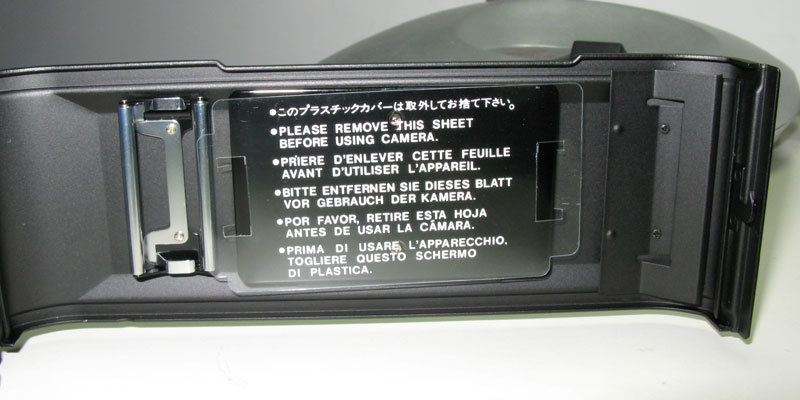 ●このプラスチックカバーは取外してお捨て下さい。
●PLEASE REMOVE THIS SHEET
BEFORE USING CAMERA.
●PRIERE D'ENLEVER CETTE FEUILLE
AVANT D'UTILISER L'APPAREIL.
●BITTE ENTFERNEN SIE DIESES BLATT
VOR GEBRAUCH DER KAMERA.
●POR FAVOR, RETIRE ESTA HOJA
ANTES DE USAR LA CÂMARA.
●PRIMA DI USARE L'APPARECCHIO,
TOGLIERE QUESTO SCHERMO
DI PLASTICA.